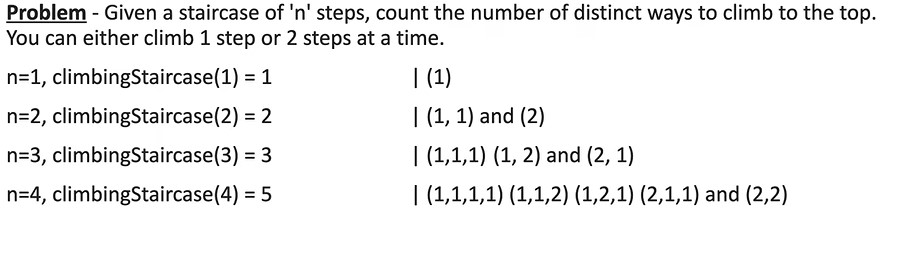 Problem - Given a staircase of 'n' steps, count the number of distinct ways to climb to the top.
You can either climb 1 step or 2 steps at a time.
n=1, climbingStaircase(1) = 1 | (1)
n=2, climbingStaircase(2) = 2 | (1, 1) and (2)
n=3, climbingStaircase(3) = 3 | (1,1,1) (1, 2) and (2, 1)
n=4, climbingStaircase(4) = 5 | (1,1,1,1) (1,1,2) (1,2,1) (2,1,1) and (2,2)